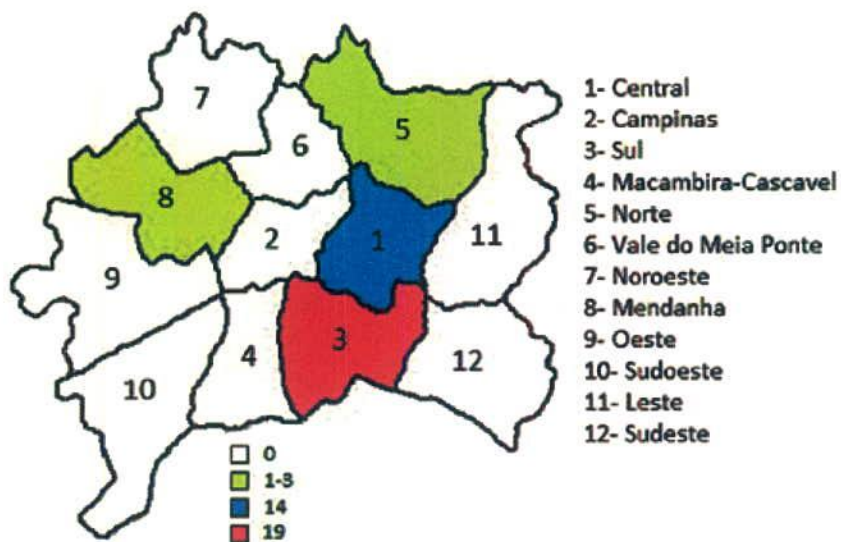 7
5
6
8
2
1
11
9
3
4
12
10
1- Central
2- Campinas
3- Sul
4- Macambira-Cascavel
5- Norte
6- Vale do Meia Ponte
7- Noroeste
8- Mendanha
9- Oeste
10- Sudoeste
11- Leste
12- Sudeste
0
1-3
14
19